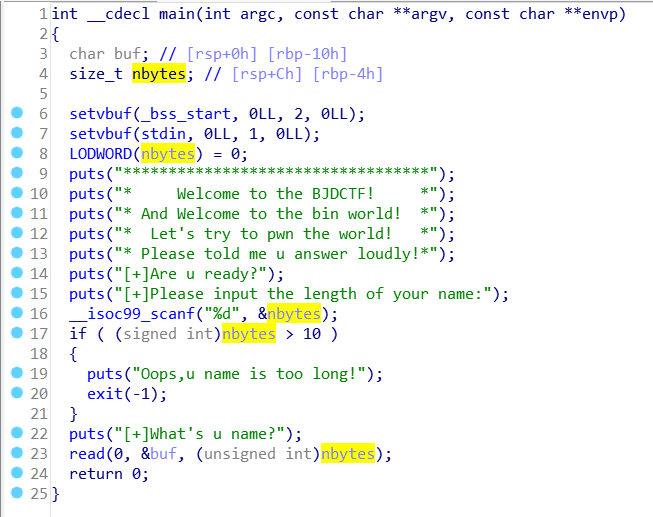 1 int __cdecl main(int argc, const char **argv, const char **envp)
2 {
3   char buf; // [rsp+0h] [rbp-10h]
4   size_t nbytes; // [rsp+Ch] [rbp-4h]
5
6   setvbuf(_bss_start, 0LL, 2, 0LL);
7   setvbuf(stdin, 0LL, 1, 0LL);
8   LODWORD(nbytes) = 0;
9   puts("**********************************");
10   puts("*     Welcome to the BJDCTF!     *");
11   puts("* And Welcome to the bin world!  *");
12   puts("*  Let's try to pwn the world!   *");
13   puts("* Please told me u answer loudly!*");
14   puts("[+]Are u ready?");
15   puts("[+]Please input the length of your name:");
16   __isoc99_scanf("%d", &nbytes);
17   if ( (signed int)nbytes > 10 )
18   {
19     puts("Oops,u name is too long!");
20     exit(-1);
21   }
22   puts("[+]What's u name?");
23   read(0, &buf, (unsigned int)nbytes);
24   return 0;
25 }